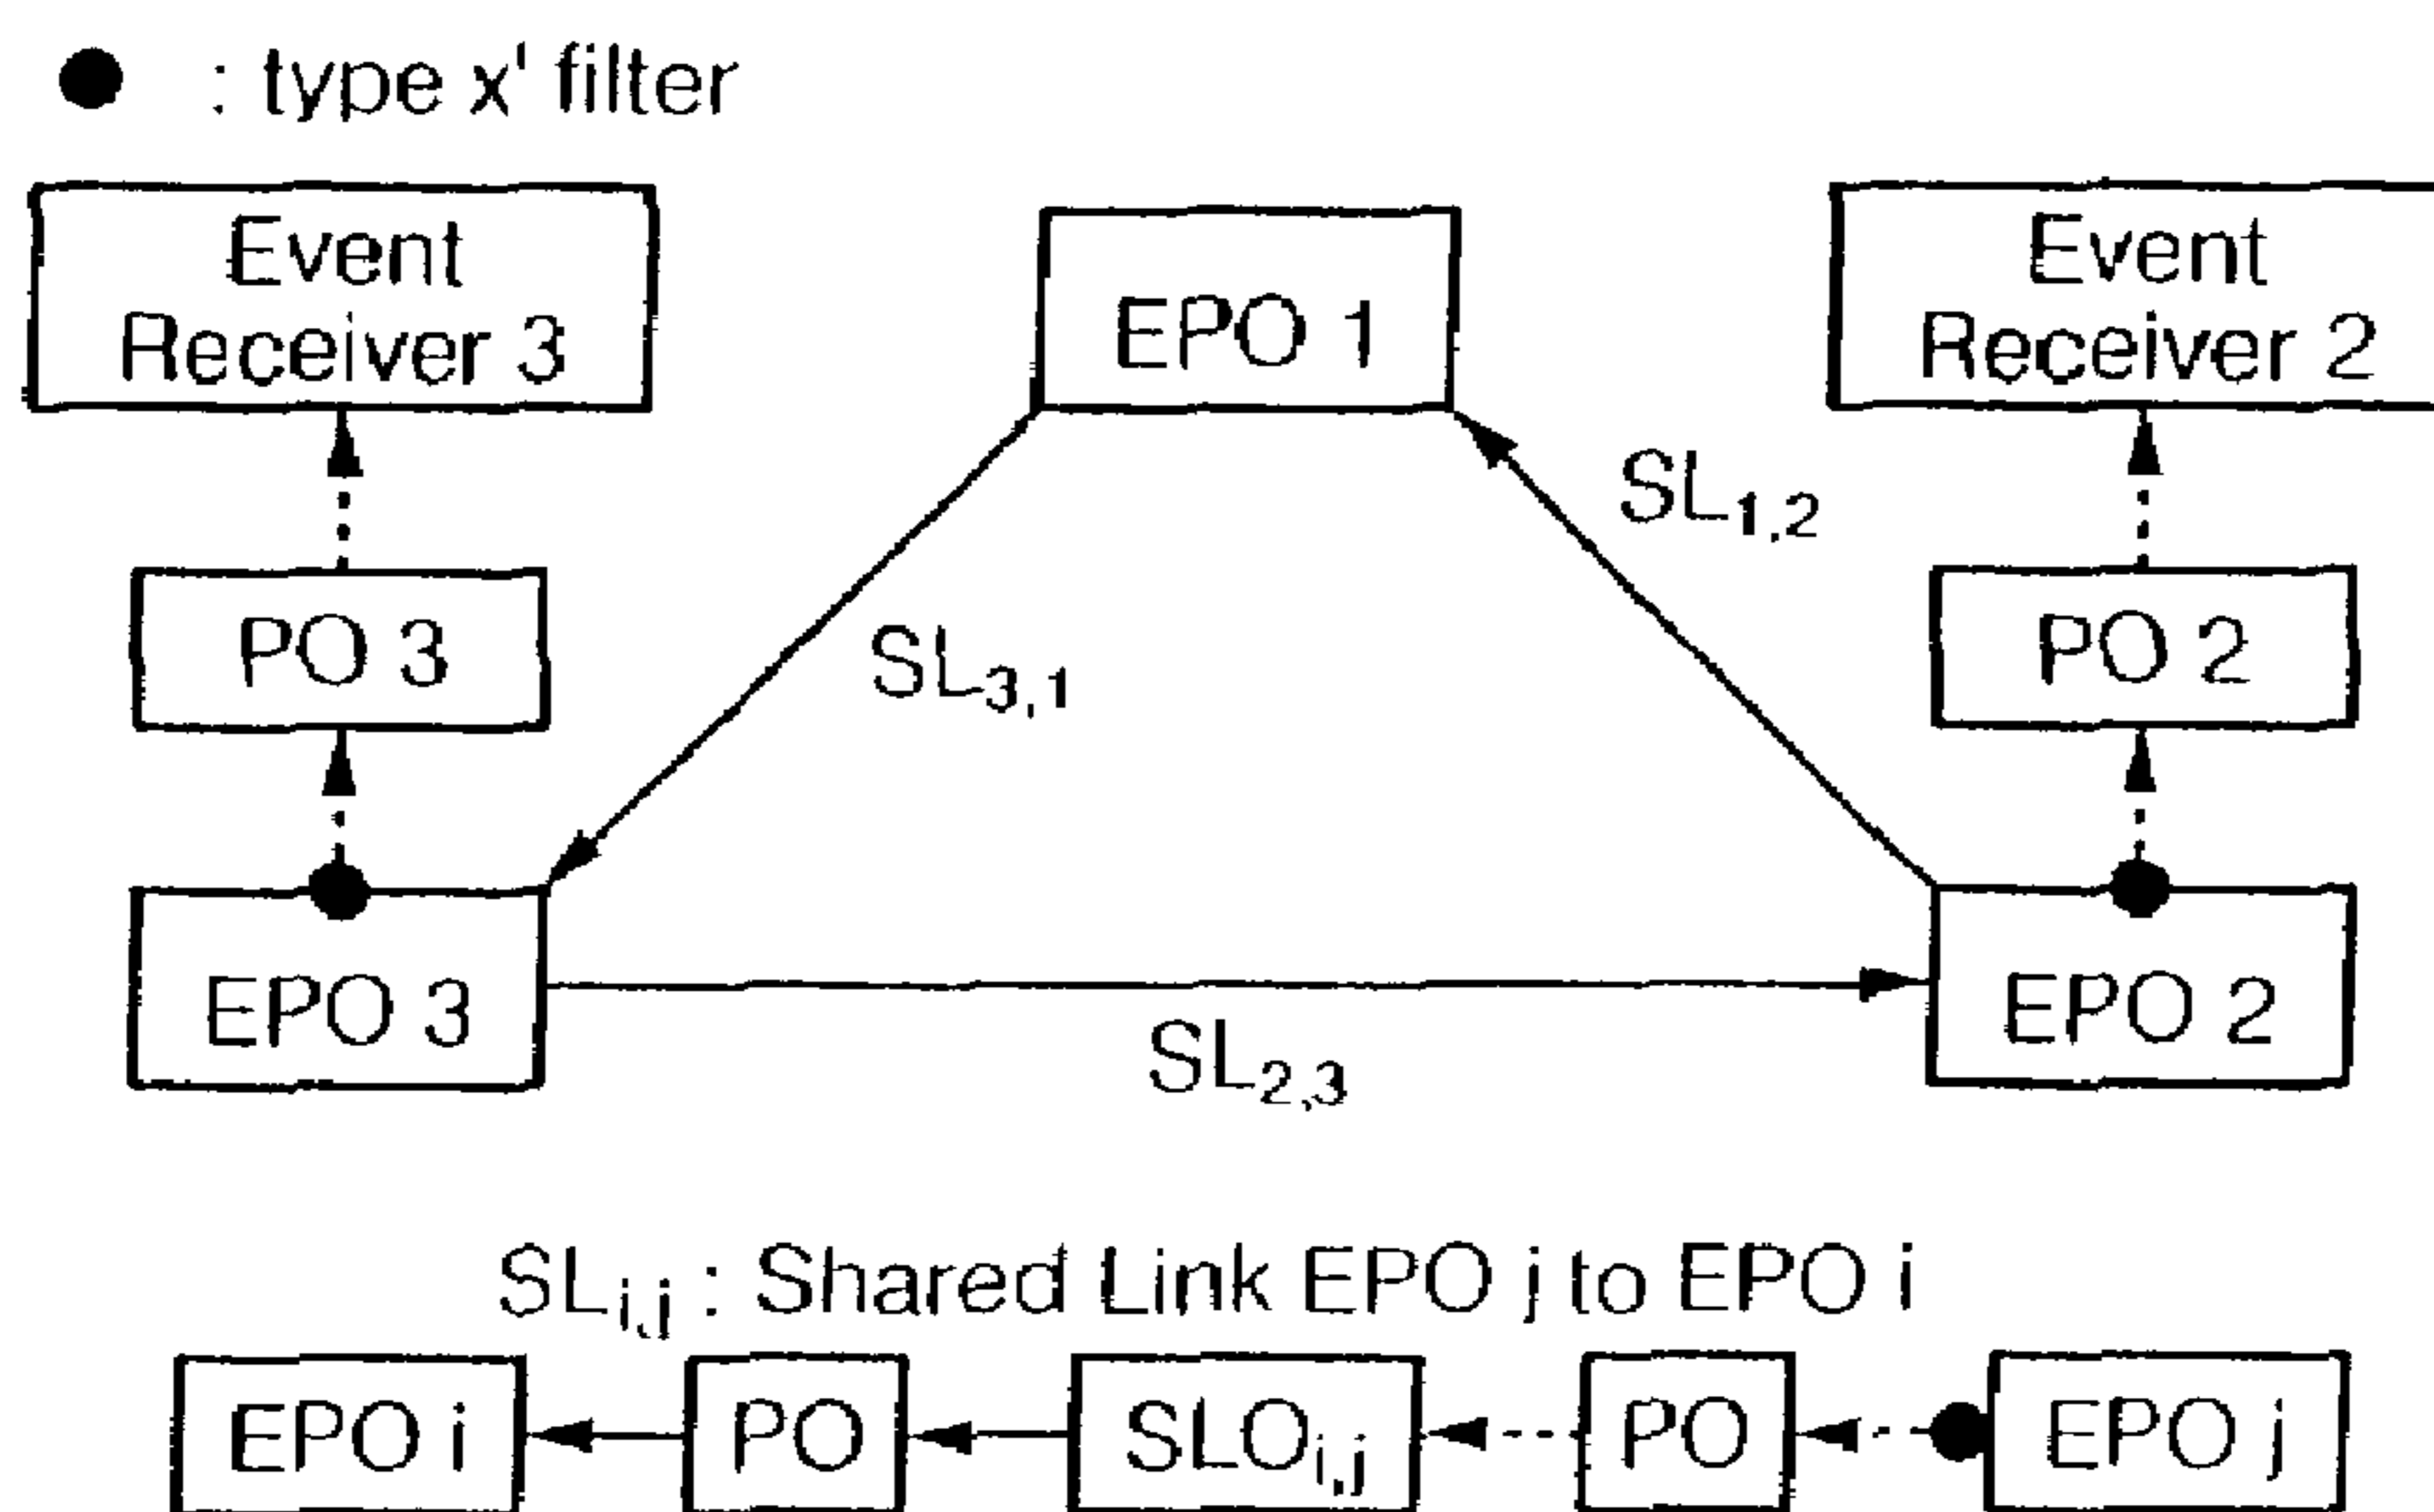 : type x' filter
Event
Receiver 3
EPO 1
Event
Receiver 2
SL1,2
PO 3
SL3,1
PO 2
EPO 3
EPO 2
SL2,3
SLi,j : Shared Link EPO j to EPO i
EPO i
PO
SLOi,j
PO
EPO j